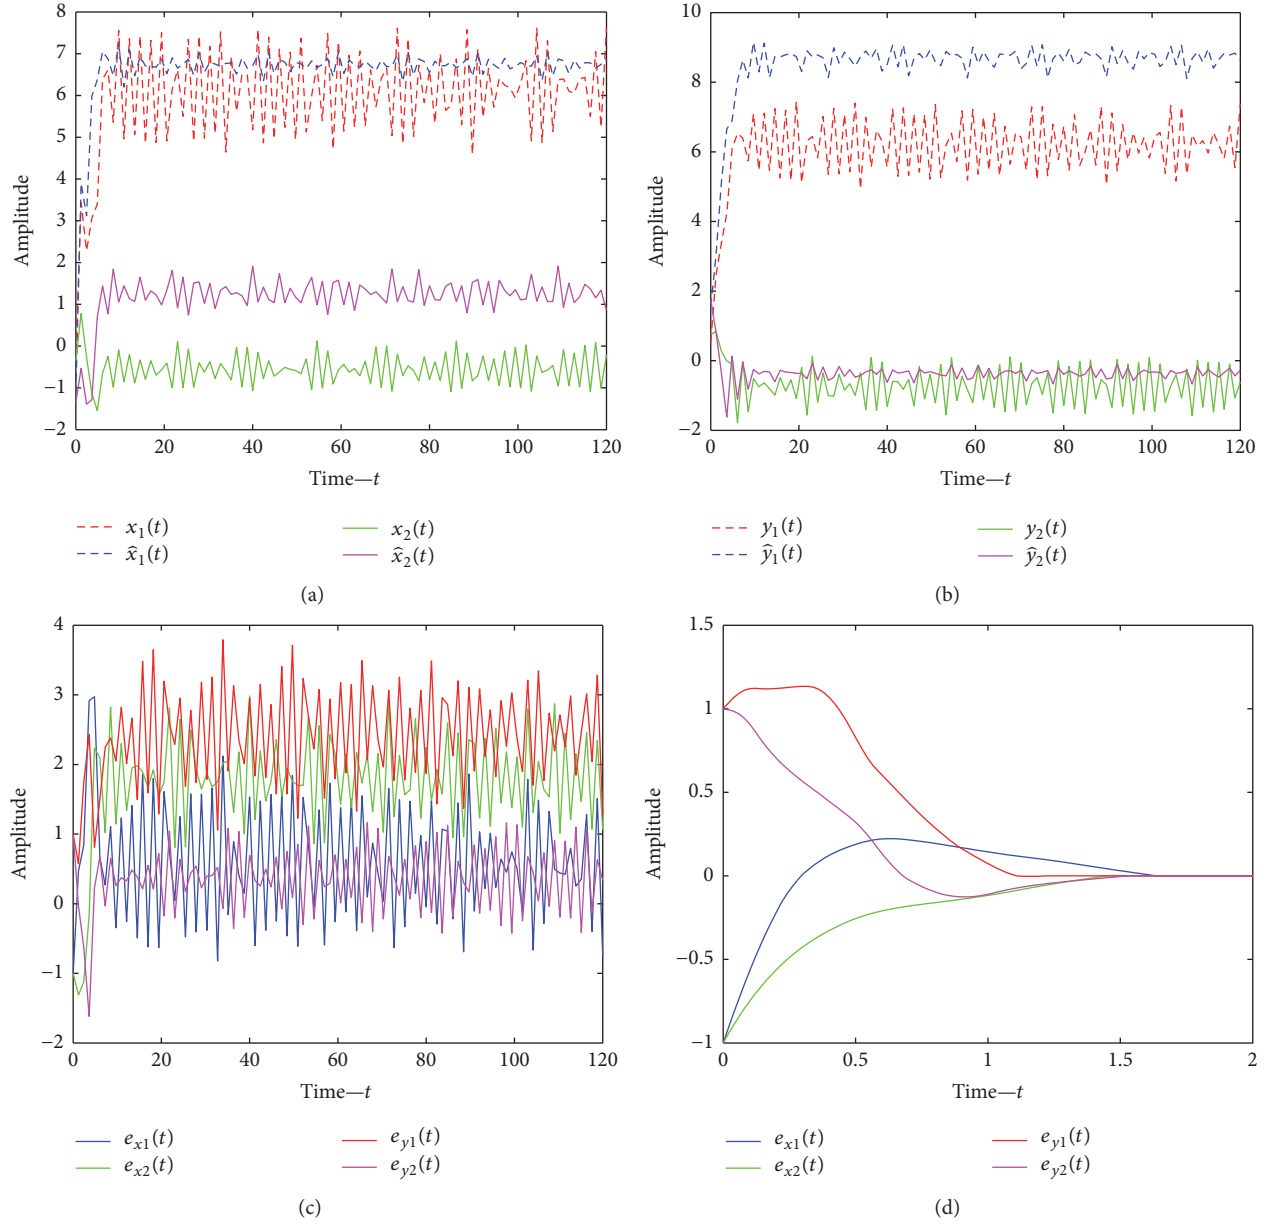 8
7
6
5
4
3
2
1
0
−1
−2
Amplitude
0 20 40 60 80 100 120
Time—t
x₁(t) x₂(t)
x̂₁(t) x̂₂(t)
(a)
10
8
6
4
2
0
−2
Amplitude
0 20 40 60 80 100 120
Time—t
y₁(t) y₂(t)
ŷ₁(t) ŷ₂(t)
(b)
4
3
2
1
0
−1
−2
Amplitude
0 20 40 60 80 100 120
Time—t
eₓ₁(t) e_y1(t)
eₓ₂(t) e_y2(t)
(c)
1.5
1
0.5
0
−0.5
−1
Amplitude
0 0.5 1 1.5 2
Time—t
eₓ₁(t) e_y1(t)
eₓ₂(t) e_y2(t)
(d)